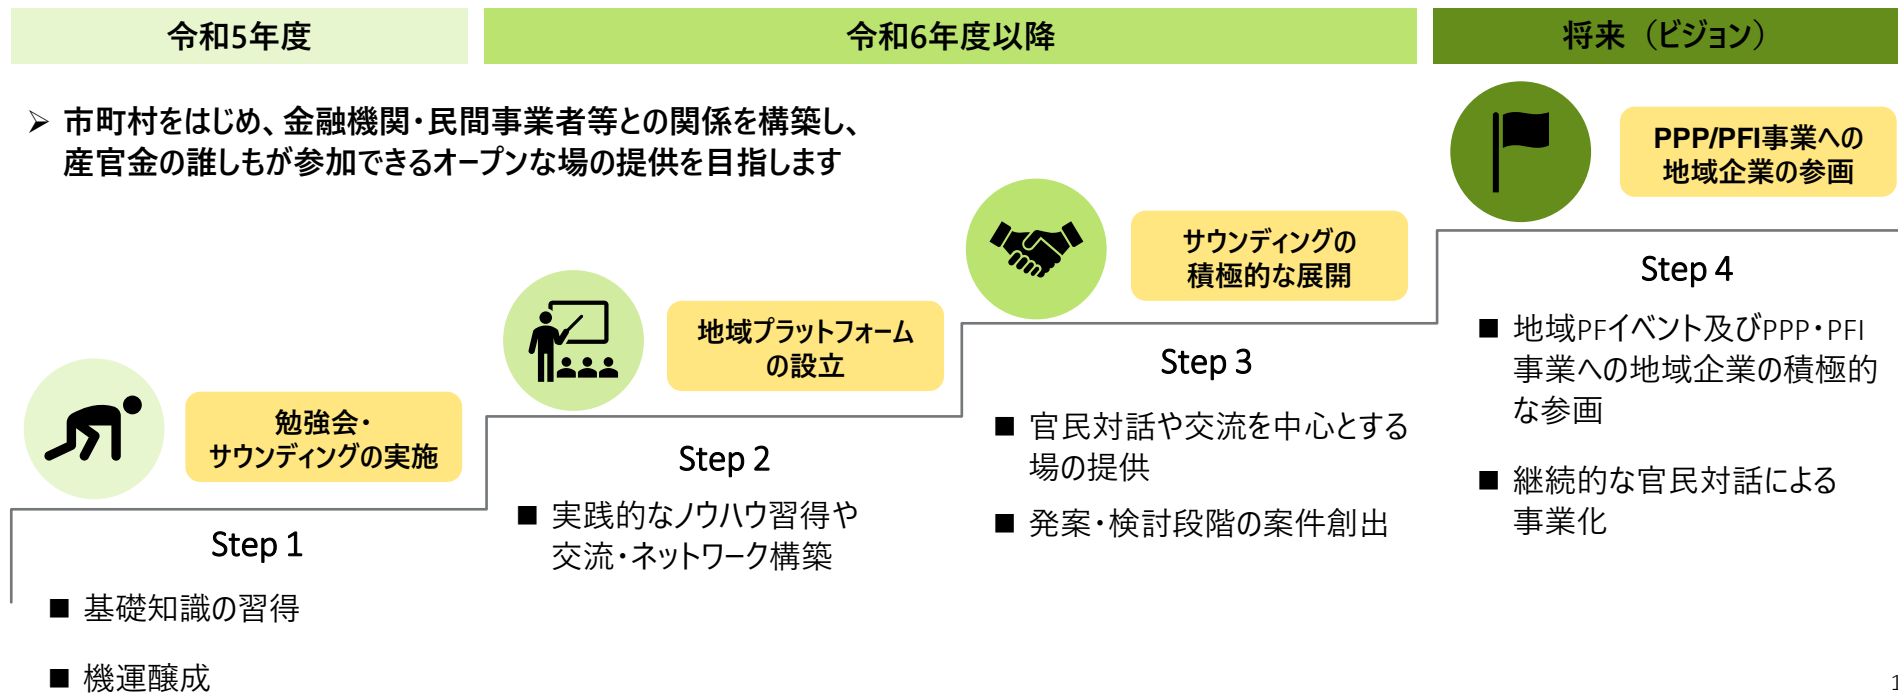 令和5年度
令和6年度以降
将来（ビジョン）
➢ 市町村をはじめ、金融機関・民間事業者等との関係を構築し、
産官金の誰しもが参加できるオープンな場の提供を目指します
勉強会・
サウンディングの実施
Step 1
■ 基礎知識の習得
■ 機運醸成
地域プラットフォーム
の設立
Step 2
■ 実践的なノウハウ習得や
交流・ネットワーク構築
サウンディングの
積極的な展開
Step 3
■ 官民対話や交流を中心とする
場の提供
■ 発案・検討段階の案件創出
PPP/PFI事業への
地域企業の参画
Step 4
■ 地域PFイベント及びPPP・PFI
事業への地域企業の積極的
な参画
■ 継続的な官民対話による
事業化